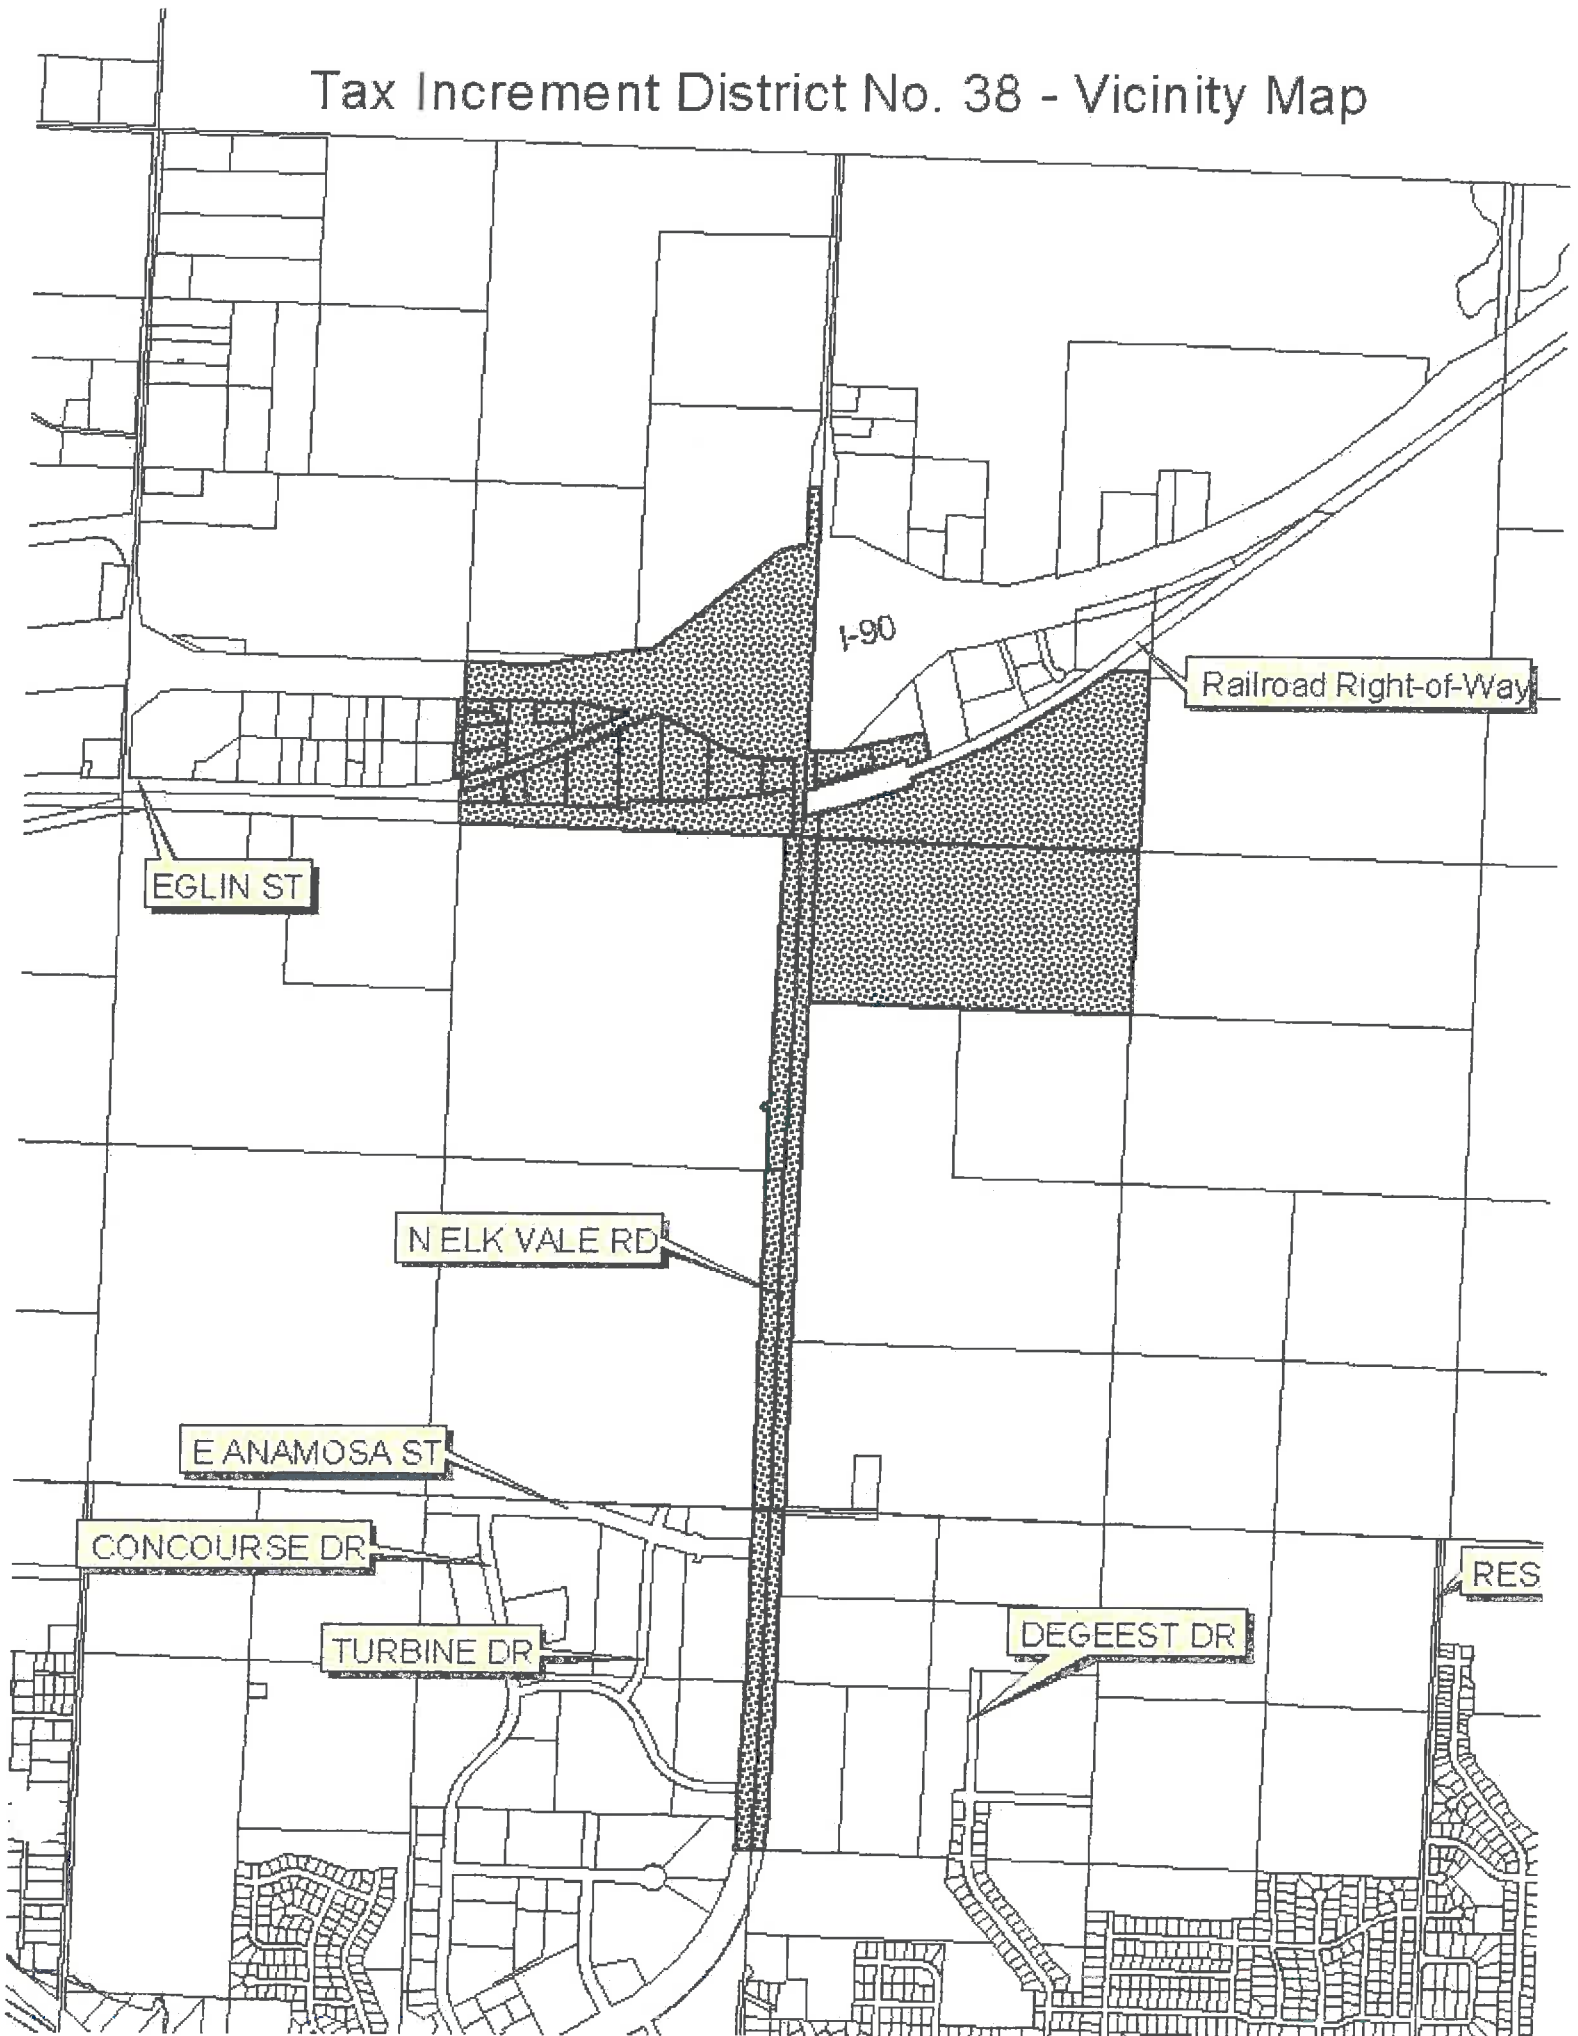 Tax Increment District No. 38 - Vicinity Map
I-90
Railroad Right-of-Way
EGLIN ST
N ELK VALE RD
E ANAMOSA ST
CONCOURSE DR
RES
TURBINE DR
DEGEEST DR